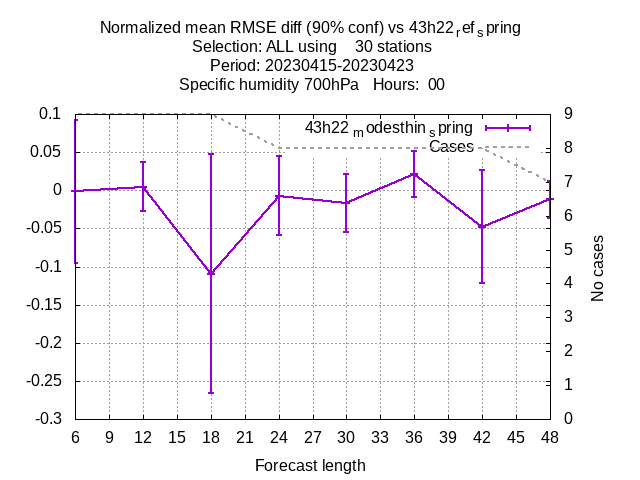 Normalized mean RMSE diff (90% conf) vs 43h22refspring
Selection: ALL using 30 stations
Period: 20230415-20230423
Specific humidity 700hPa Hours: 00
43h22modesthinspring
Cases
0.1
0.05
0
-0.05
-0.1
-0.15
-0.2
-0.25
-0.3
9
8
7
6
5
4
3
2
1
0
No cases
6 9 12 15 18 21 24 27 30 33 36 39 42 45 48
Forecast length